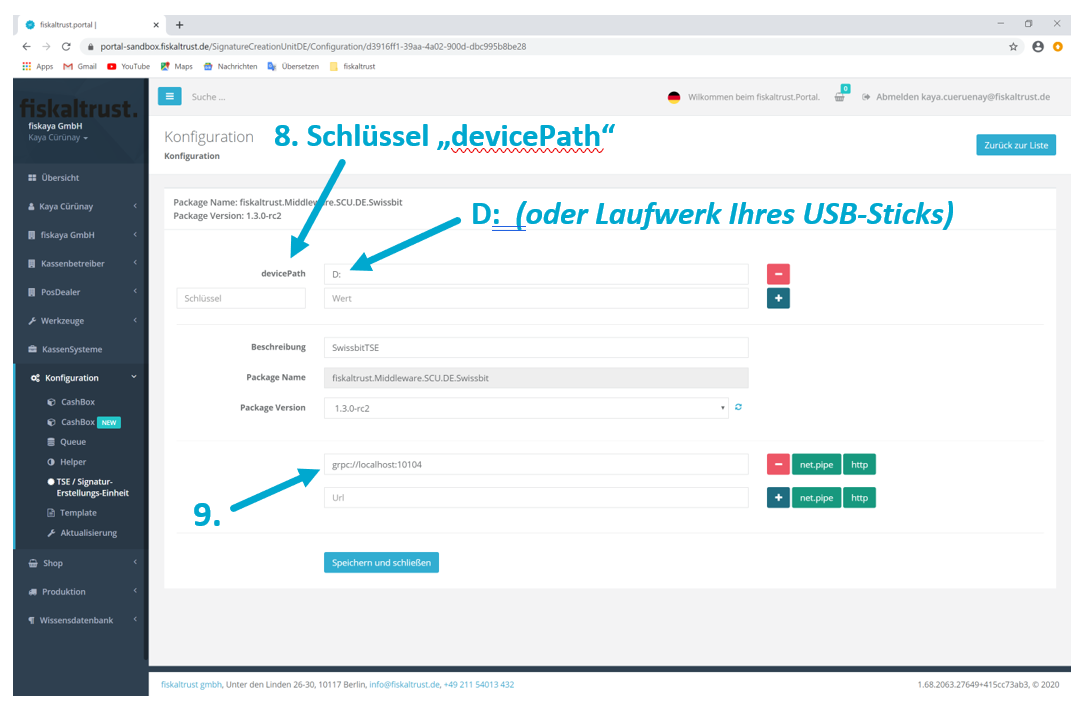 fiskaltrust.portal |
portal-sandbox.fiskaltrust.de/SignatureCreationUnitDE/Configuration/d3916ff1-39aa-4a02-900d-dbc995b8be28
Apps Gmail YouTube Maps Nachrichten Übersetzen fiskaltrust
fiskaltrust.
fiskaya GmbH
Kaya Cürünay
Suche ...
Wilkommen beim fiskaltrust.Portal.
0
Abmelden kaya.cueruenay@fiskaltrust.de
Konfiguration
Konfiguration
8. Schlüssel „devicePath“
Zurück zur Liste
Übersicht
Kaya Cürünay
fiskaya GmbH
Kassenbetreiber
PosDealer
Werkzeuge
KassenSysteme
Konfiguration
CashBox
CashBox NEW
Queue
Helper
TSE / Signatur-
Erstellungs-Einheit
Template
Aktualisierung
Shop
Produktion
Wissensdatenbank
Package Name: fiskaltrust.Middleware.SCU.DE.Swissbit
Package Version: 1.3.0-rc2
D: (oder Laufwerk Ihres USB-Sticks)
devicePath D:
Schlüssel Wert
Beschreibung SwissbitTSE
Package Name fiskaltrust.Middleware.SCU.DE.Swissbit
Package Version 1.3.0-rc2
grpc://localhost:10104 net.pipe http
Url net.pipe http
9.
Speichern und schließen
fiskaltrust gmbh, Unter den Linden 26-30, 10117 Berlin, info@fiskaltrust.de, +49 211 54013 432
1.68.2063.27649+415cc73ab3, © 2020